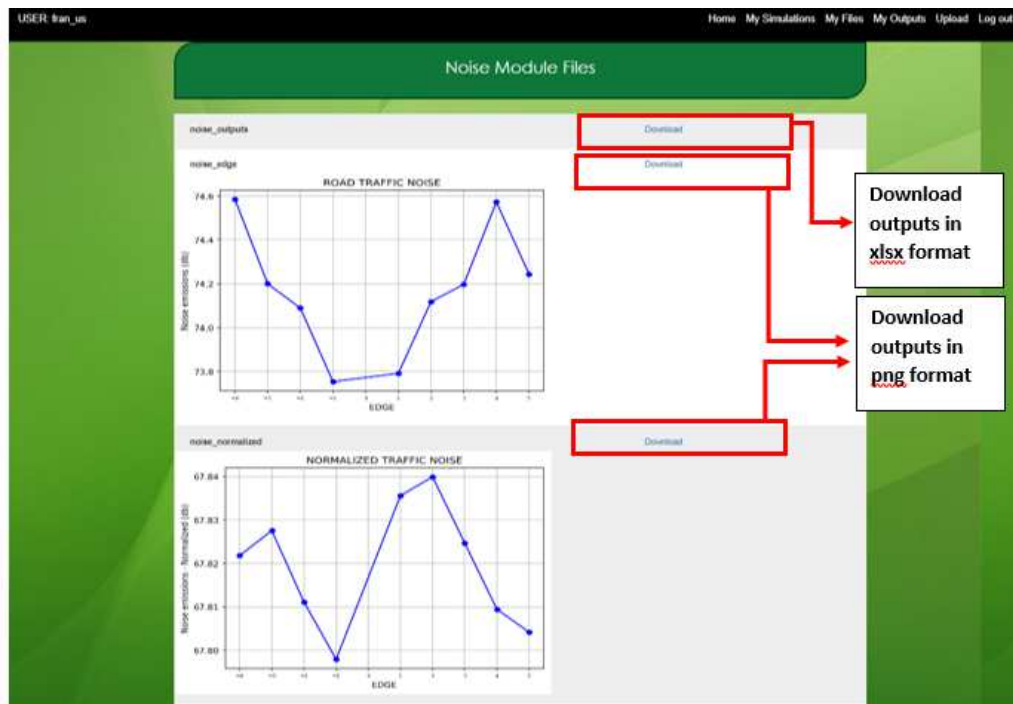 USER: fran_us
Home My Simulations My Files My Outputs Upload Log out
Noise Module Files
noise_outputs
Download
noise_edge
Download
Download
outputs in
xlsx format
ROAD TRAFFIC NOISE
74.6
74.4
74.2
74.0
73.8
Noise emissions (db)
EDGE
Download
outputs in
png format
noise_normalized
Download
NORMALIZED TRAFFIC NOISE
67.84
67.83
67.82
67.81
67.80
Noise emissions - Normalized (db)
EDGE